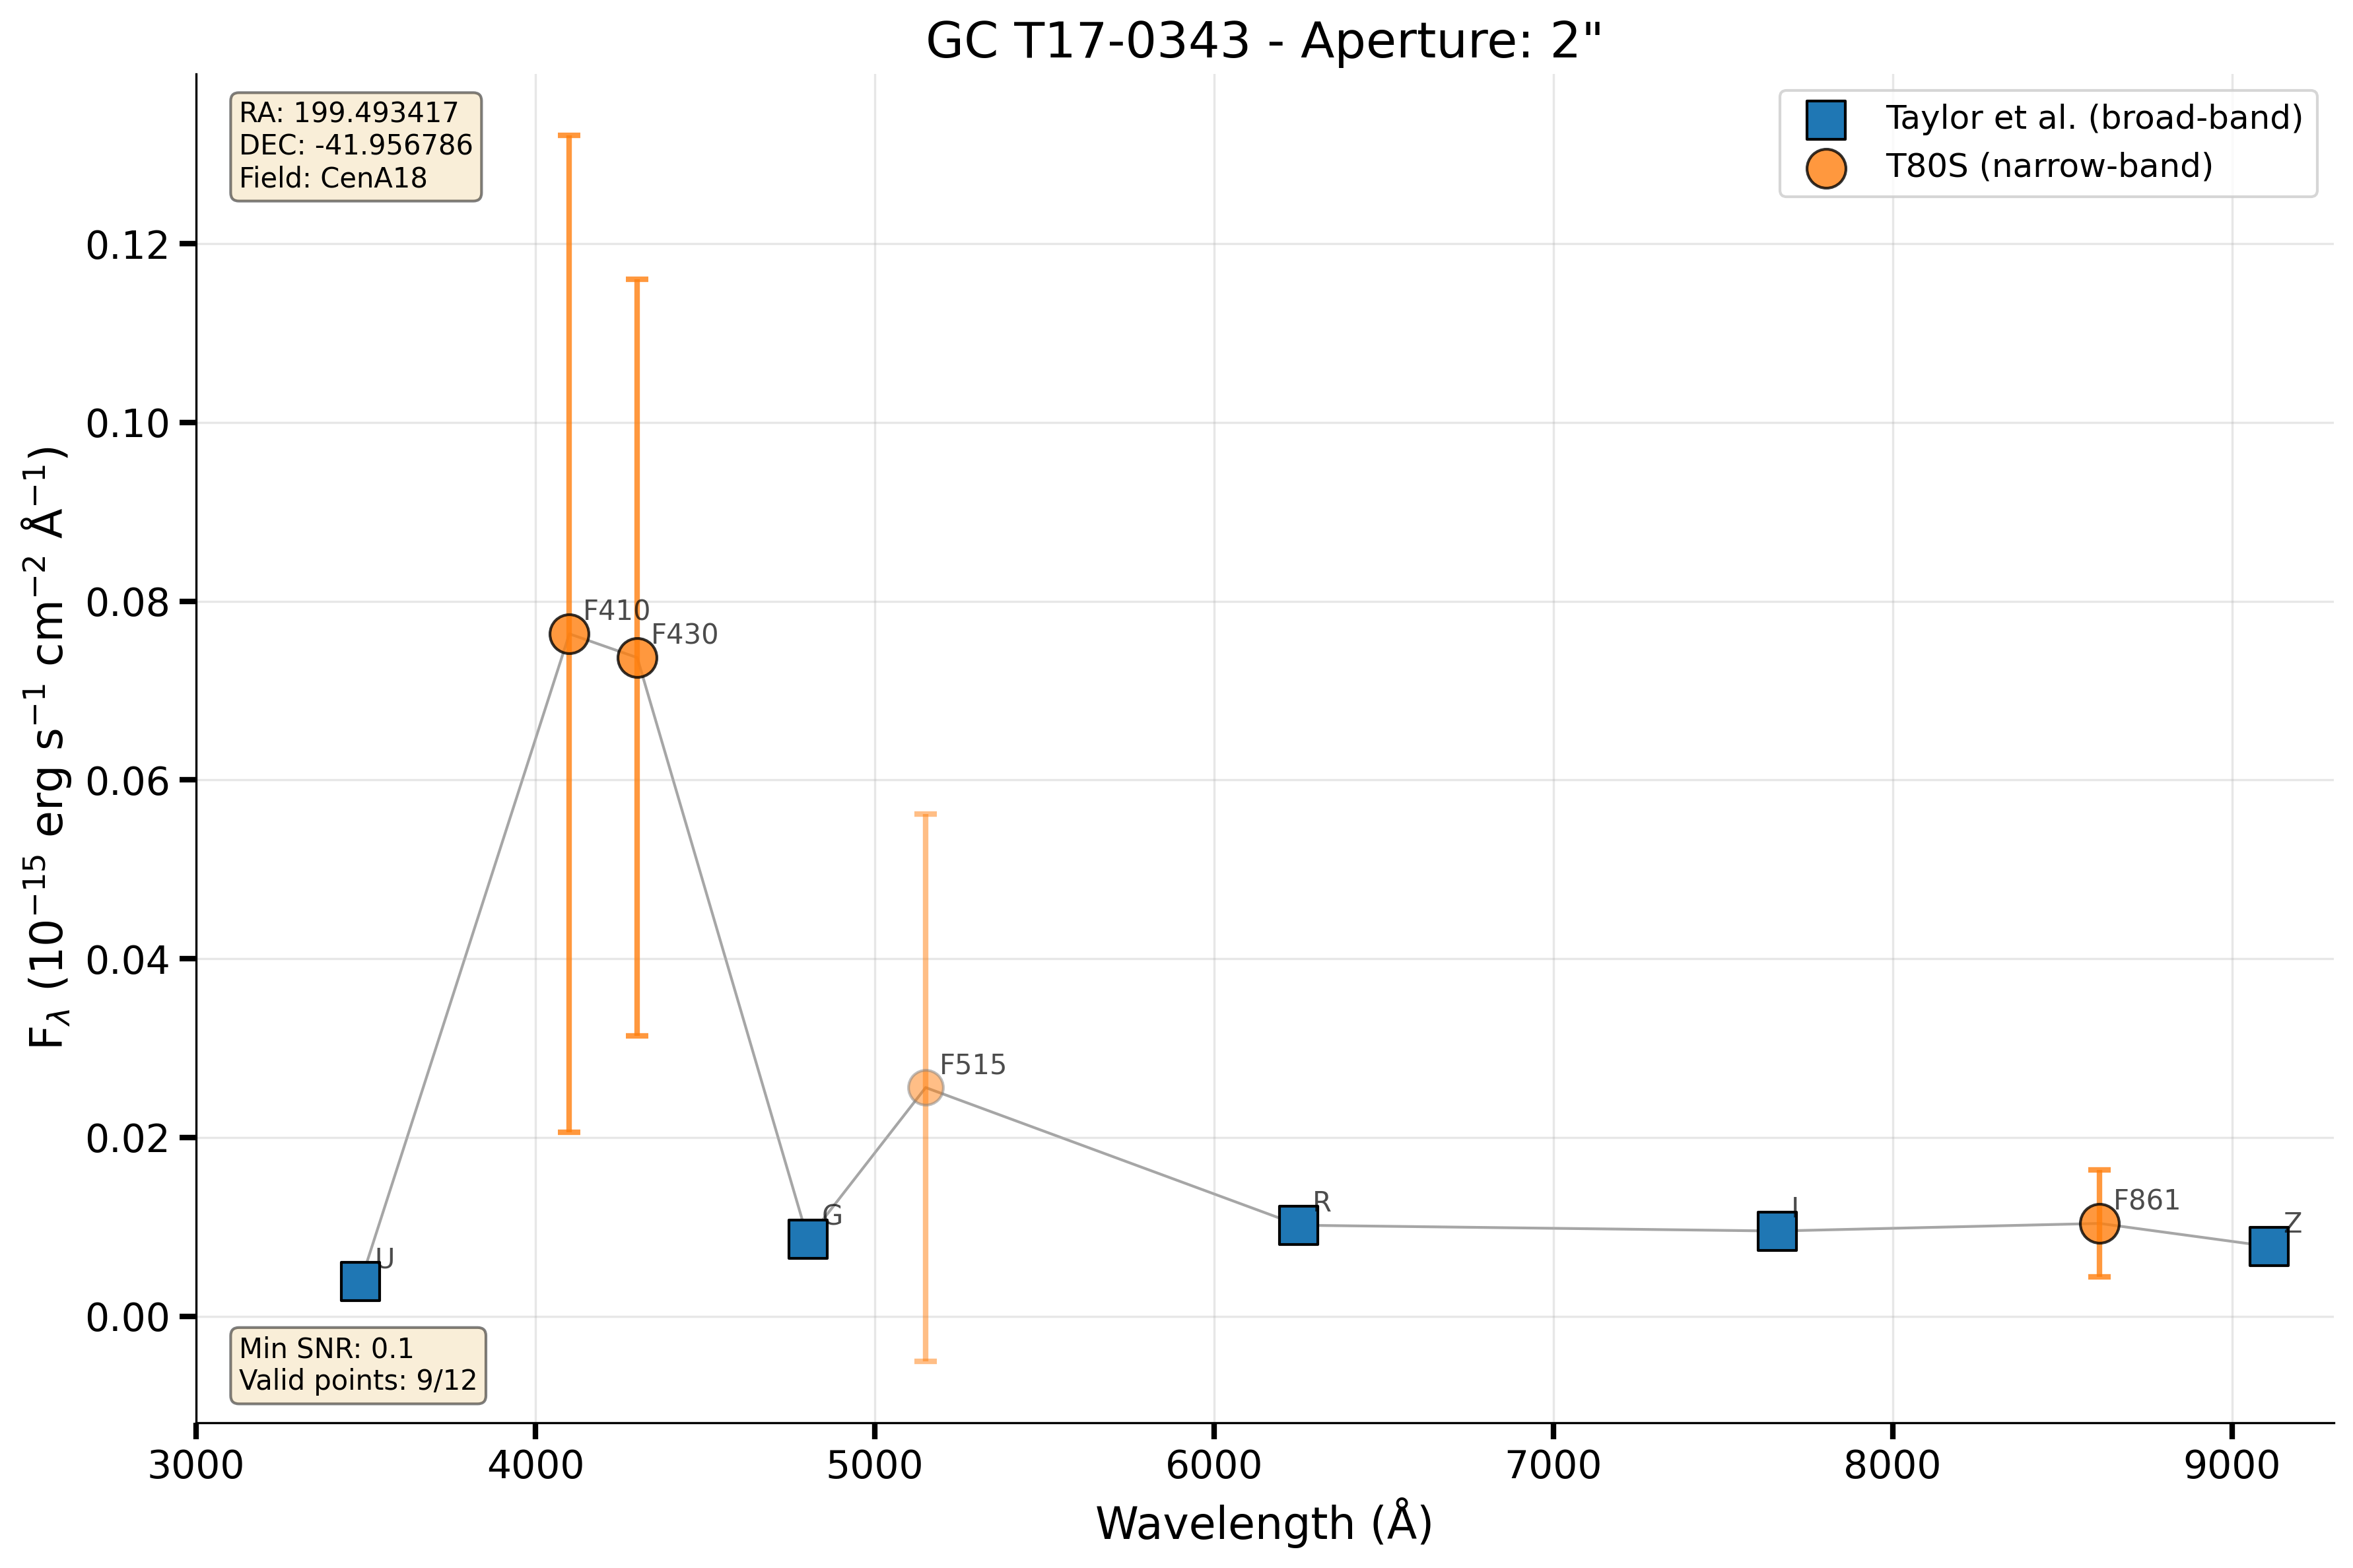 GC T17-0343 - Aperture: 2"
RA: 199.493417
DEC: -41.956786
Field: CenA18
Taylor et al. (broad-band)
T80S (narrow-band)
F$_λ$ (10$^{-15}$ erg s$^{-1}$ cm$^{-2}$ Å$^{-1}$)
0.12
0.10
0.08
0.06
0.04
0.02
0.00
F410
F430
F515
U
G
R
I
F861
Z
Min SNR: 0.1
Valid points: 9/12
3000 4000 5000 6000 7000 8000 9000
Wavelength (Å)